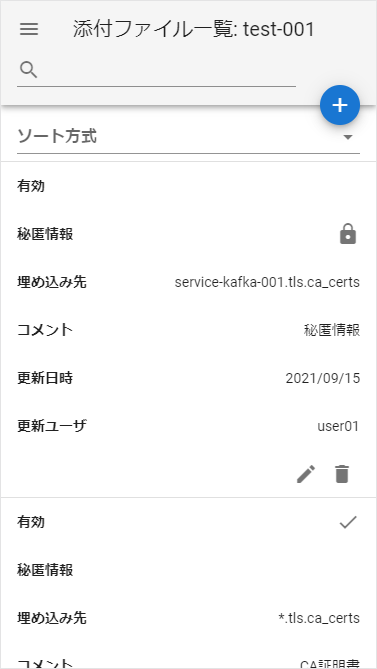 添付ファイル一覧: test-001
ソート方式
有効
秘匿情報
埋め込み先 service-kafka-001.tls.ca_certs
コメント 秘匿情報
更新日時 2021/09/15
更新ユーザ user01
有効
秘匿情報
埋め込み先 *.tls.ca_certs
コメント CA証明書